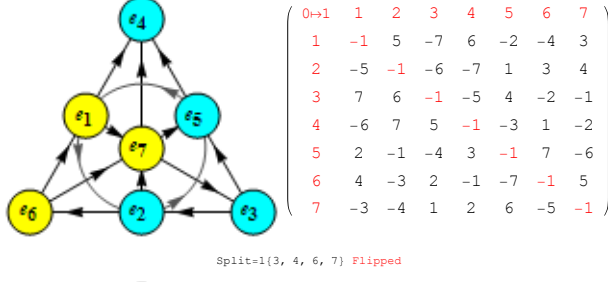 e4
e1
e5
e7
e6
e2
e3
0↦1 1 2 3 4 5 6 7
1 -1 5 -7 6 -2 -4 3
2 -5 -1 -6 -7 1 3 4
3 7 6 -1 -5 4 -2 -1
4 -6 7 5 -1 -3 1 -2
5 2 -1 -4 3 -1 7 -6
6 4 -3 2 -1 -7 -1 5
7 -3 -4 1 2 6 -5 -1
Split=1{3, 4, 6, 7} Flipped